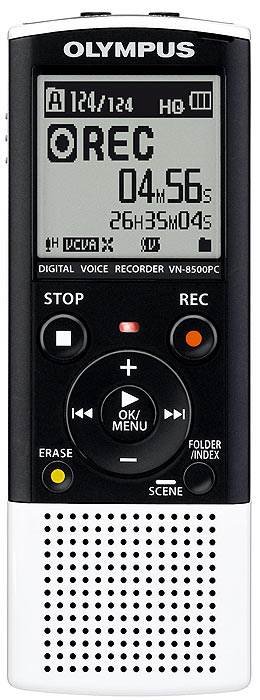 OLYMPUS
A 124/124 HQ
REC
04M56S
26H35M04S
H VCVA
DIGITAL VOICE RECORDER VN-8500PC
STOP REC
+
OK/
MENU
−
ERASE
FOLDER
/INDEX
SCENE